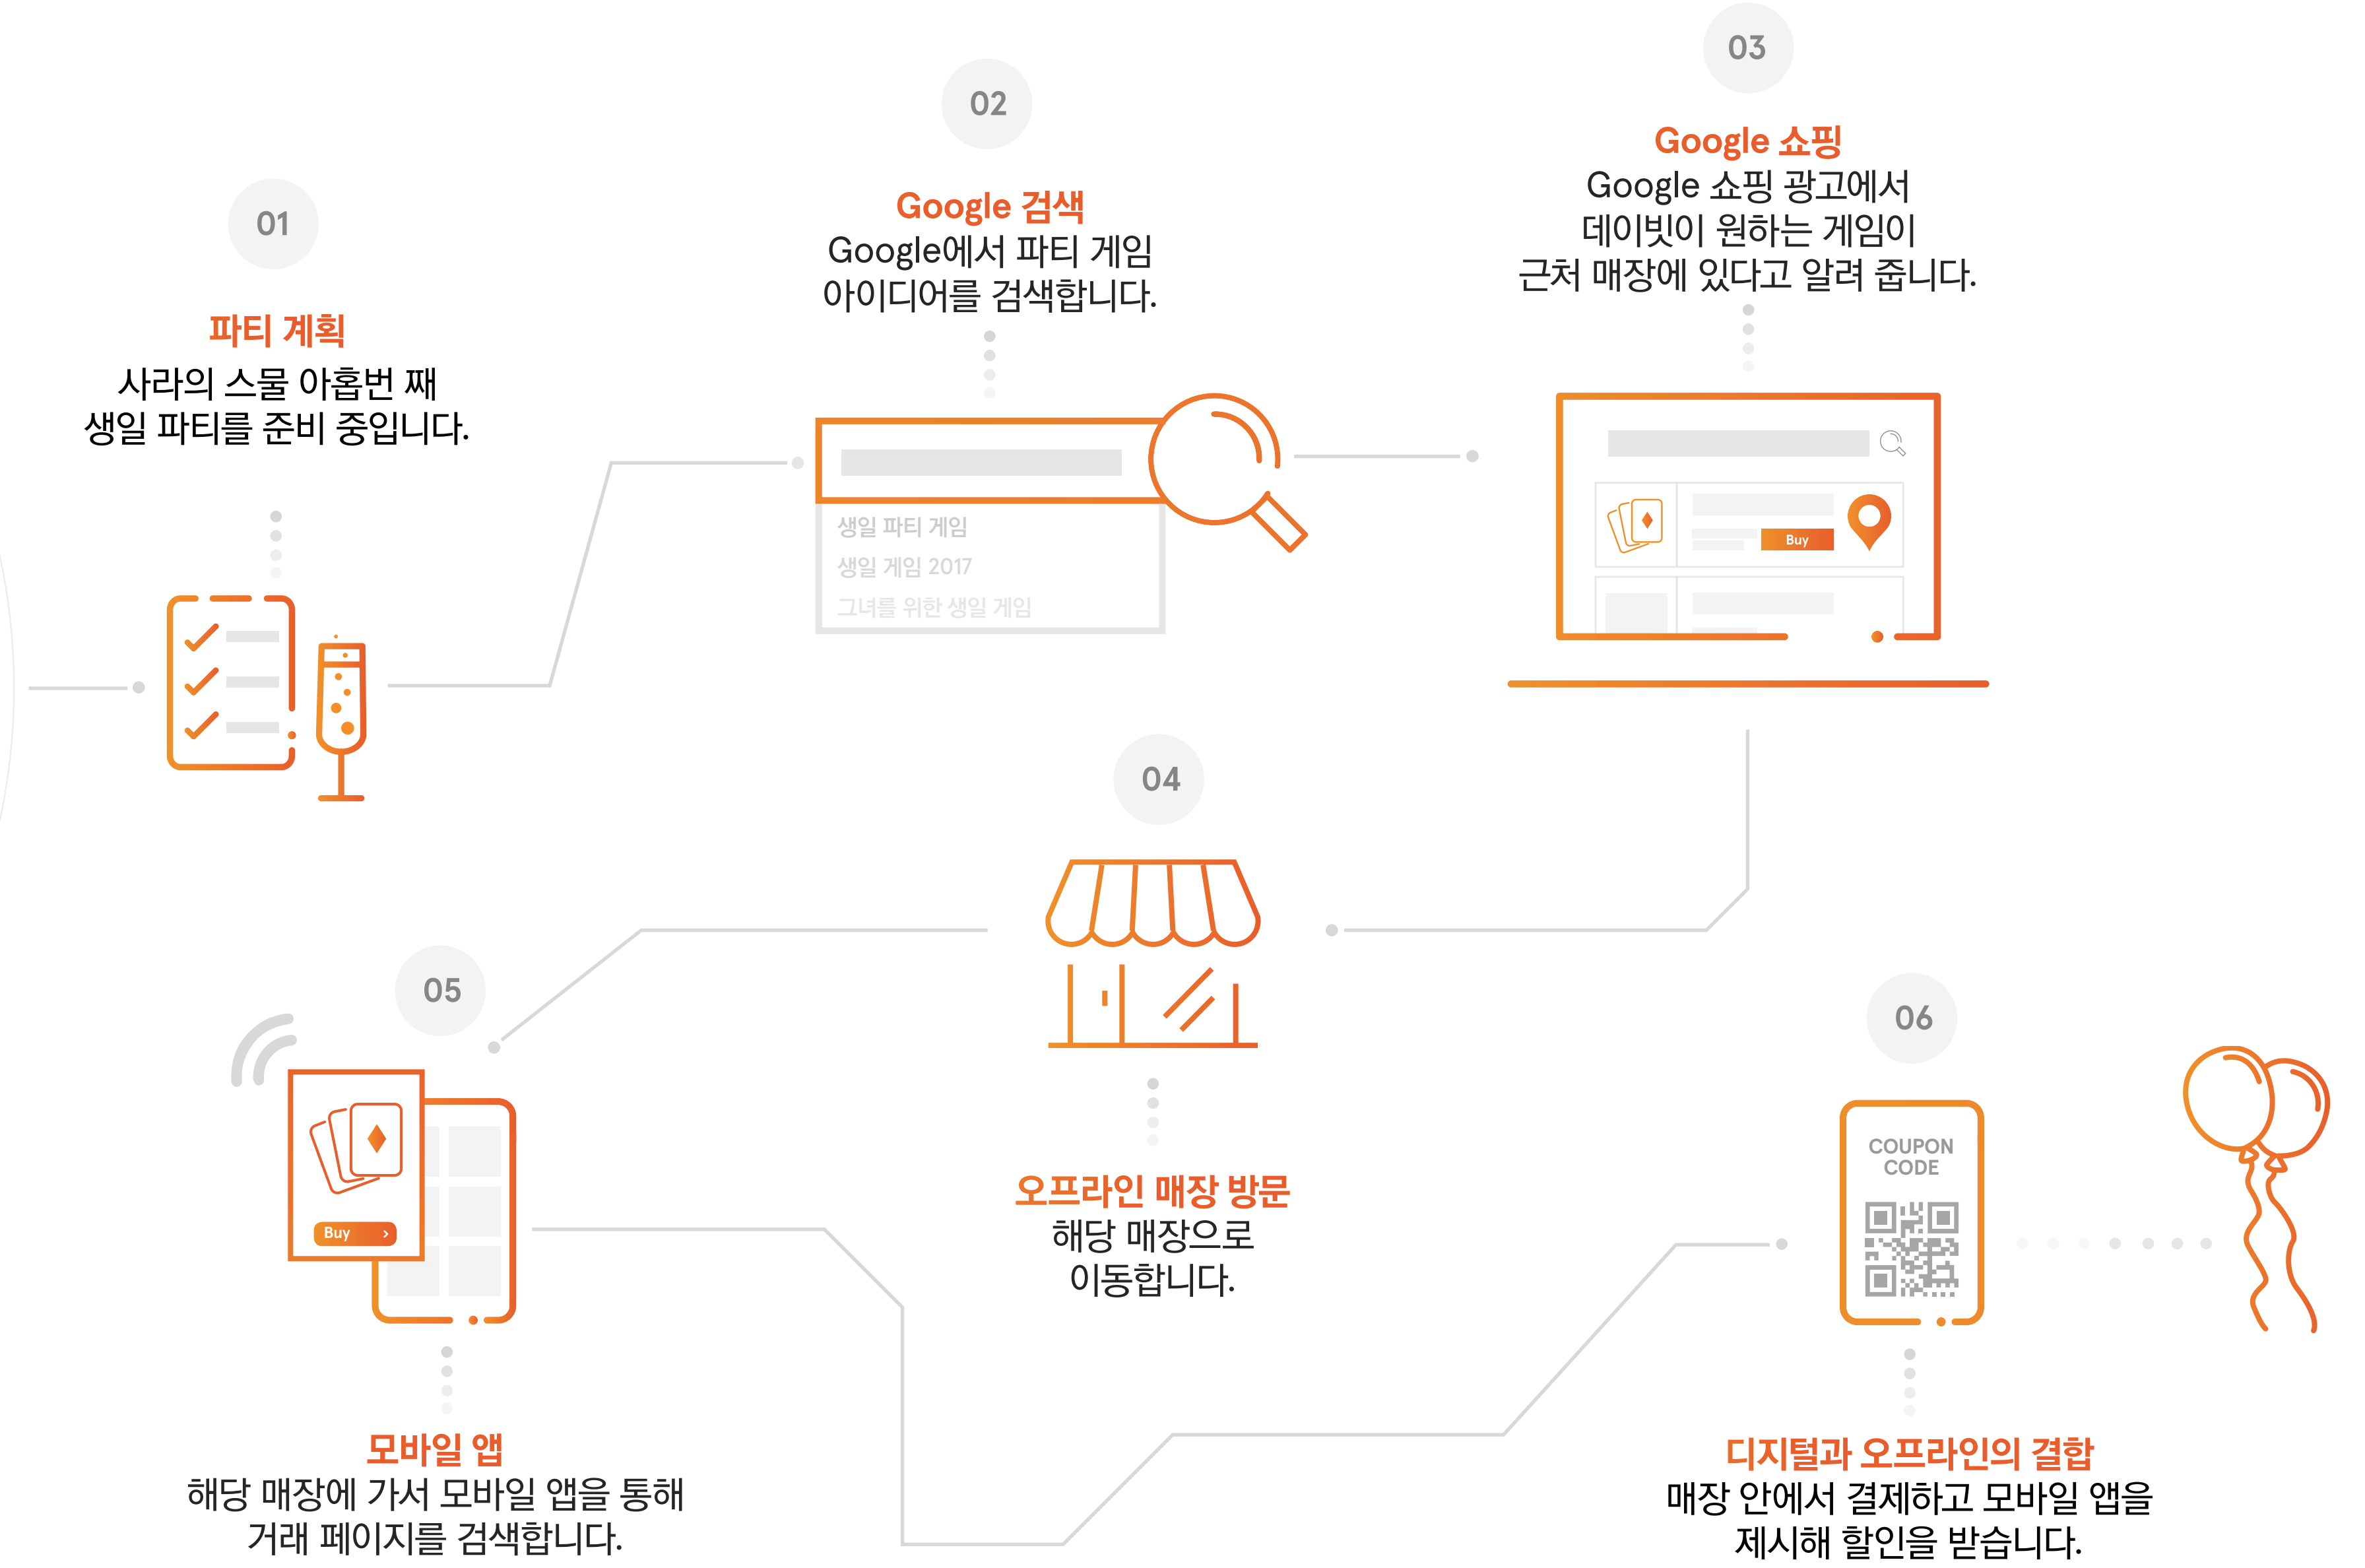 01
파티 계획
사라의 스물 아홉번 째
생일 파티를 준비 중입니다.
02
Google 검색
Google에서 파티 게임
아이디어를 검색합니다.
생일 파티 게임
생일 게임 2017
그녀를 위한 생일 게임
03
Google 쇼핑
Google 쇼핑 광고에서
데이빗이 원하는 게임이
근처 매장에 있다고 알려 줍니다.
Buy
04
오프라인 매장 방문
해당 매장으로
이동합니다.
05
Buy
모바일 앱
해당 매장에 가서 모바일 앱을 통해
거래 페이지를 검색합니다.
06
COUPON
CODE
디지털과 오프라인의 결합
매장 안에서 결제하고 모바일 앱을
제시해 할인을 받습니다.